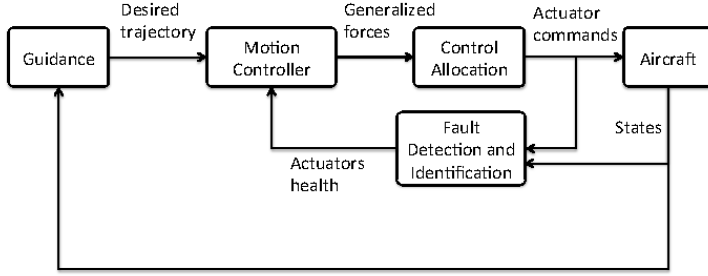 Desired
trajectory
Generalized
forces
Actuator
commands
Guidance
Motion
Controller
Control
Allocation
Aircraft
States
Fault
Detection and
Identification
Actuators
health